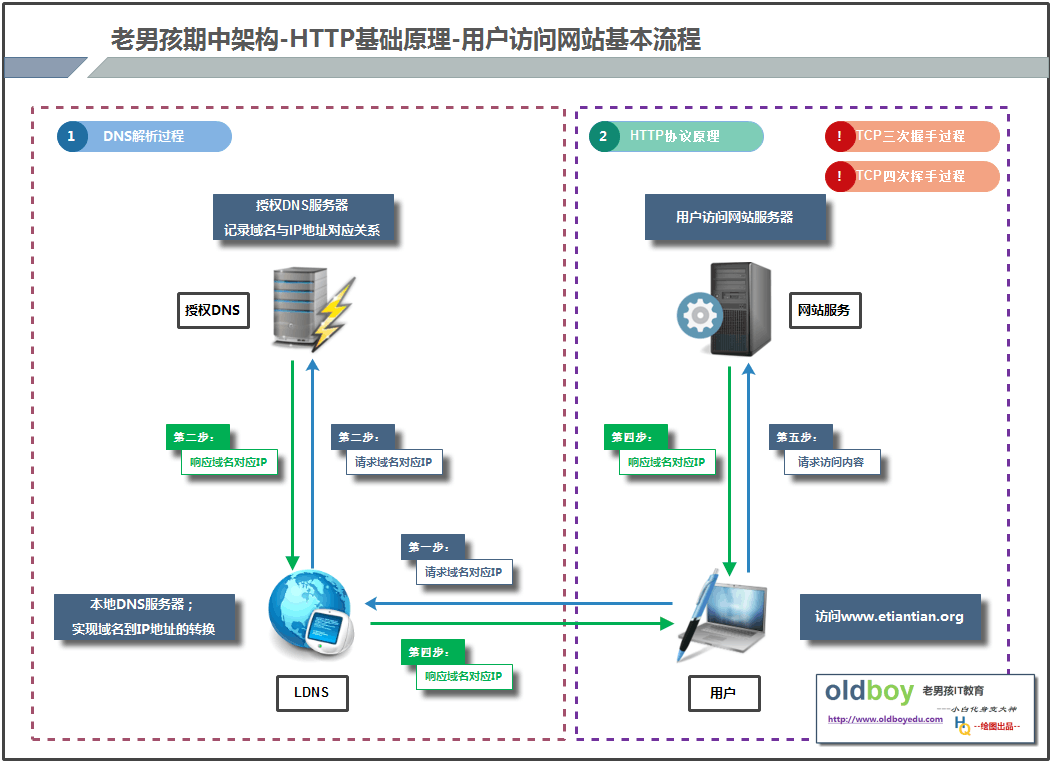 老男孩期中架构-HTTP基础原理-用户访问网站基本流程
1 DNS解析过程
2 HTTP协议原理
! TCP三次握手过程
! TCP四次挥手过程
授权DNS服务器
记录域名与IP地址对应关系
用户访问网站服务器
授权DNS
网站服务
第二步:
响应域名对应IP
第二步:
请求域名对应IP
第四步:
响应域名对应IP
第五步:
请求访问内容
第一步:
请求域名对应IP
本地DNS服务器；
实现域名到IP地址的转换
访问www.etiantian.org
第四步:
响应域名对应IP
LDNS
用户
oldboy 老男孩IT教育
---小白化身变大神
http://www.oldboyedu.com
HQ --绘图出品--